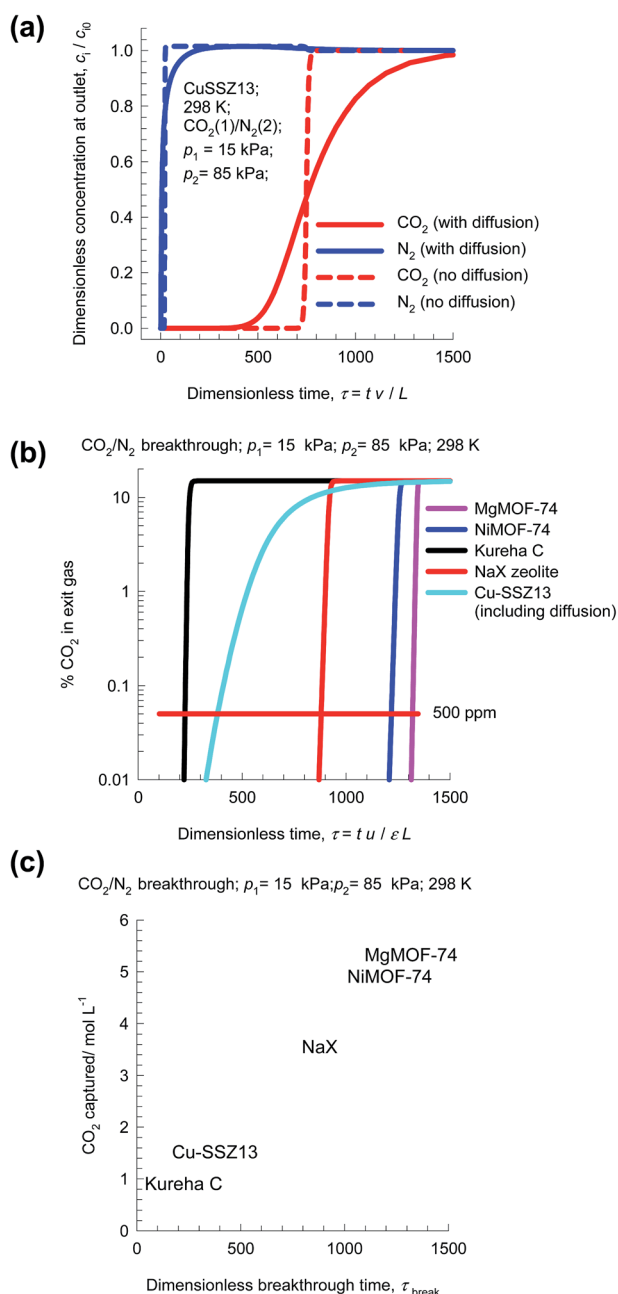 (a)
Dimensionless concentration at outlet, cᵢ / cᵢ₀
1.0
0.8
0.6
0.4
0.2
0.0
CuSSZ13;
298 K;
CO₂(1)/N₂(2);
p₁ = 15 kPa;
p₂ = 85 kPa;
CO₂ (with diffusion)
N₂ (with diffusion)
CO₂ (no diffusion)
N₂ (no diffusion)
0 500 1000 1500
Dimensionless time, τ = t v / L
(b)
CO₂/N₂ breakthrough; p₁= 15 kPa; p₂= 85 kPa; 298 K
% CO₂ in exit gas
10
1
0.1
0.01
MgMOF-74
NiMOF-74
Kureha C
NaX zeolite
Cu-SSZ13
(including diffusion)
500 ppm
0 500 1000 1500
Dimensionless time, τ = t u / ε L
(c)
CO₂/N₂ breakthrough; p₁= 15 kPa;p₂= 85 kPa; 298 K
CO₂ captured/ mol L⁻¹
6
5
4
3
2
1
0
MgMOF-74
NiMOF-74
NaX
Cu-SSZ13
Kureha C
0 500 1000 1500
Dimensionless breakthrough time, τ break